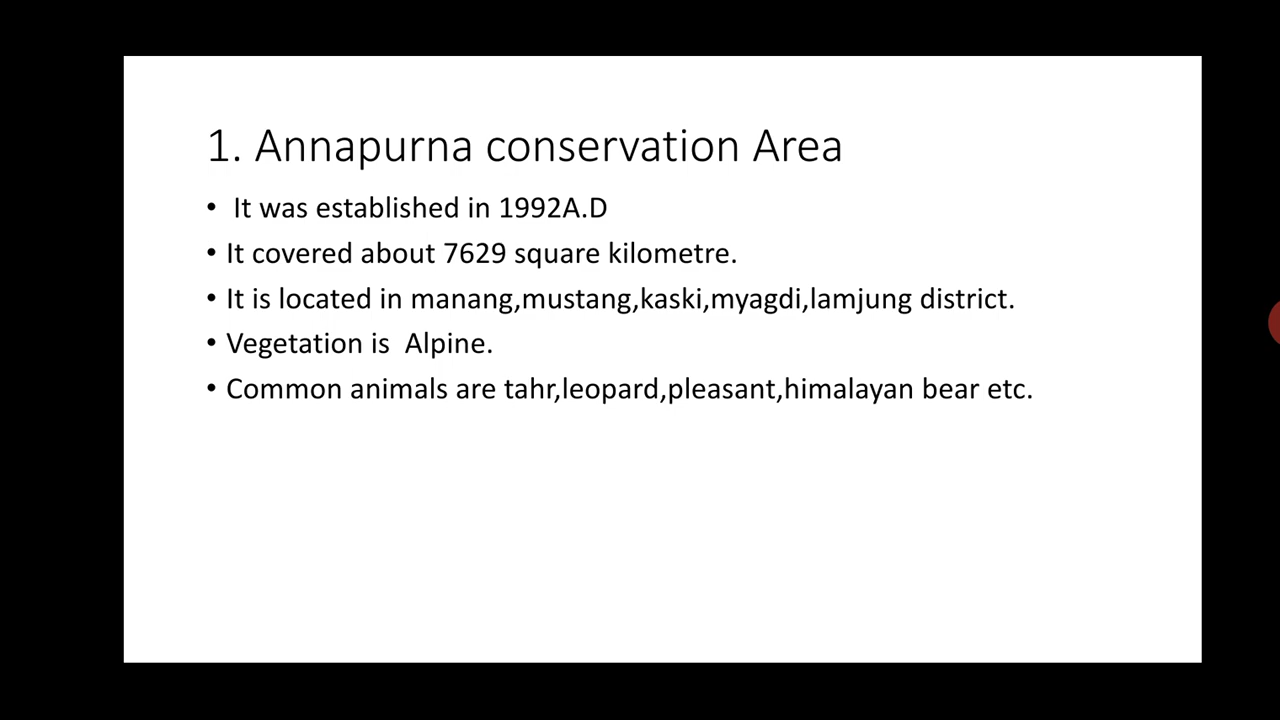 1. Annapurna conservation Area
• It was established in 1992A.D
• It covered about 7629 square kilometre.
• It is located in manang,mustang,kaski,myagdi,lamjung district.
• Vegetation is  Alpine.
• Common animals are tahr,leopard,pleasant,himalayan bear etc.